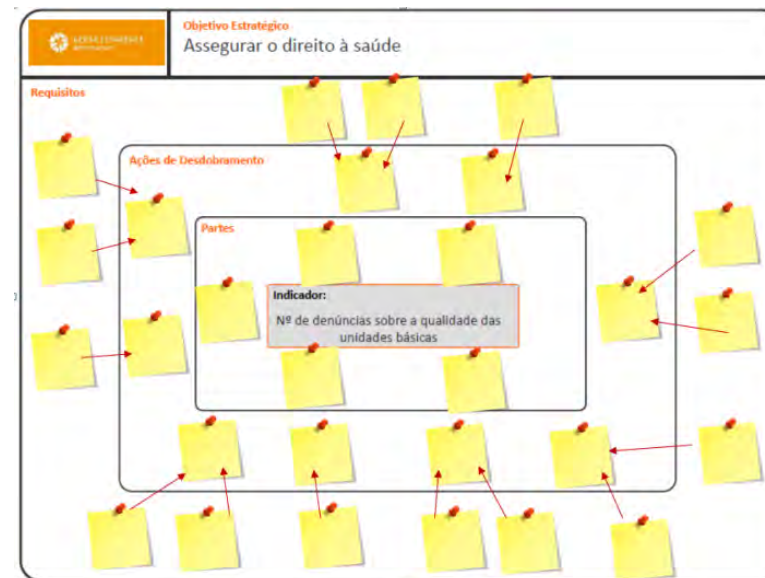 Objetivo Estratégico
Assegurar o direito à saúde
Requisitos
Ações de Desdobramento
Partes
Indicador:
Nº de denúncias sobre a qualidade das
unidades básicas